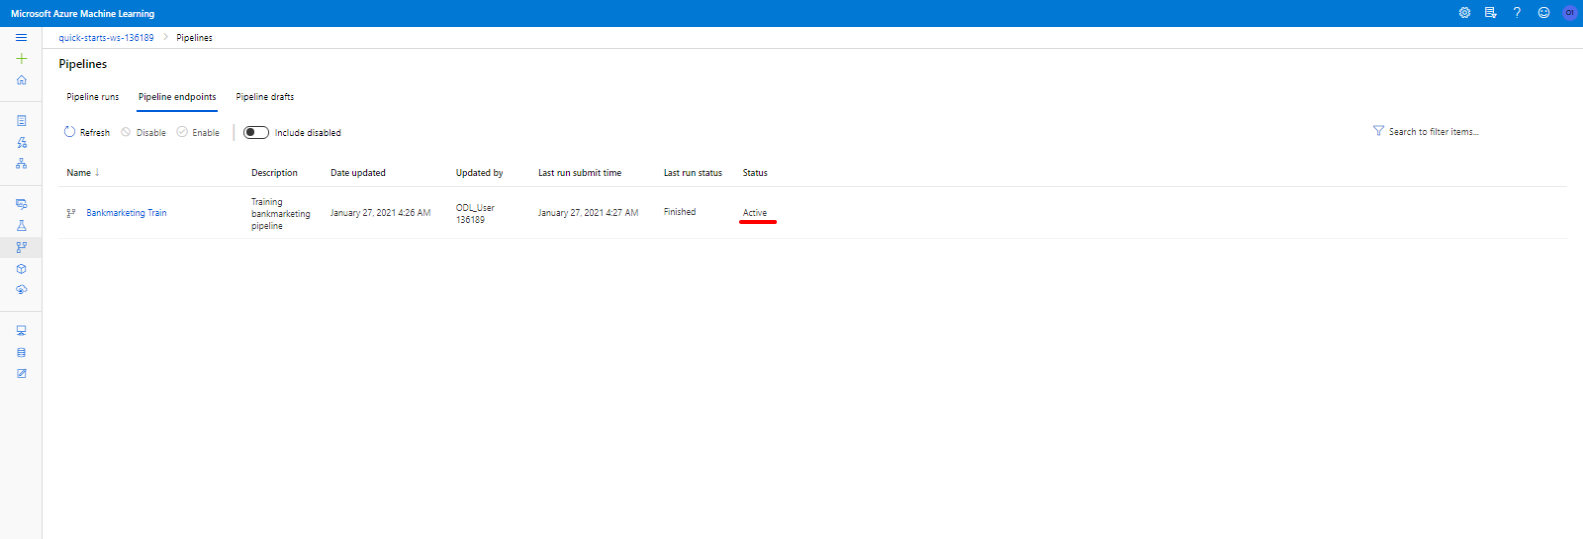 Microsoft Azure Machine Learning
quick-starts-ws-136189 > Pipelines
Pipelines
Pipeline runs Pipeline endpoints Pipeline drafts
Refresh Disable Enable Include disabled Search to filter items...
Name ↓ Description Date updated Updated by Last run submit time Last run status Status
Bankmarketing Train
Training
bankmarketing
pipeline
January 27, 2021 4:26 AM
ODL_User
136189
January 27, 2021 4:27 AM
Finished
Active